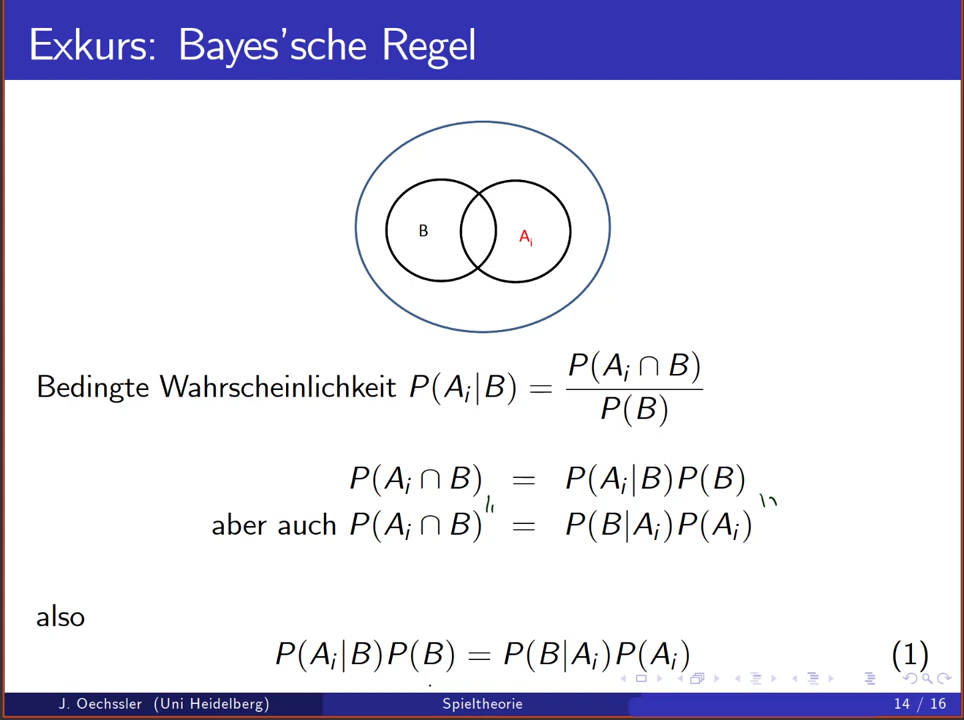 Exkurs: Bayes'sche Regel
B
A_i
Bedingte Wahrscheinlichkeit P(A_i|B) = P(A_i ∩ B) / P(B)
P(A_i ∩ B) = P(A_i|B)P(B)
aber auch P(A_i ∩ B) = P(B|A_i)P(A_i)
also
P(A_i|B)P(B) = P(B|A_i)P(A_i) (1)
J. Oechssler (Uni Heidelberg) Spieltheorie 14 / 16